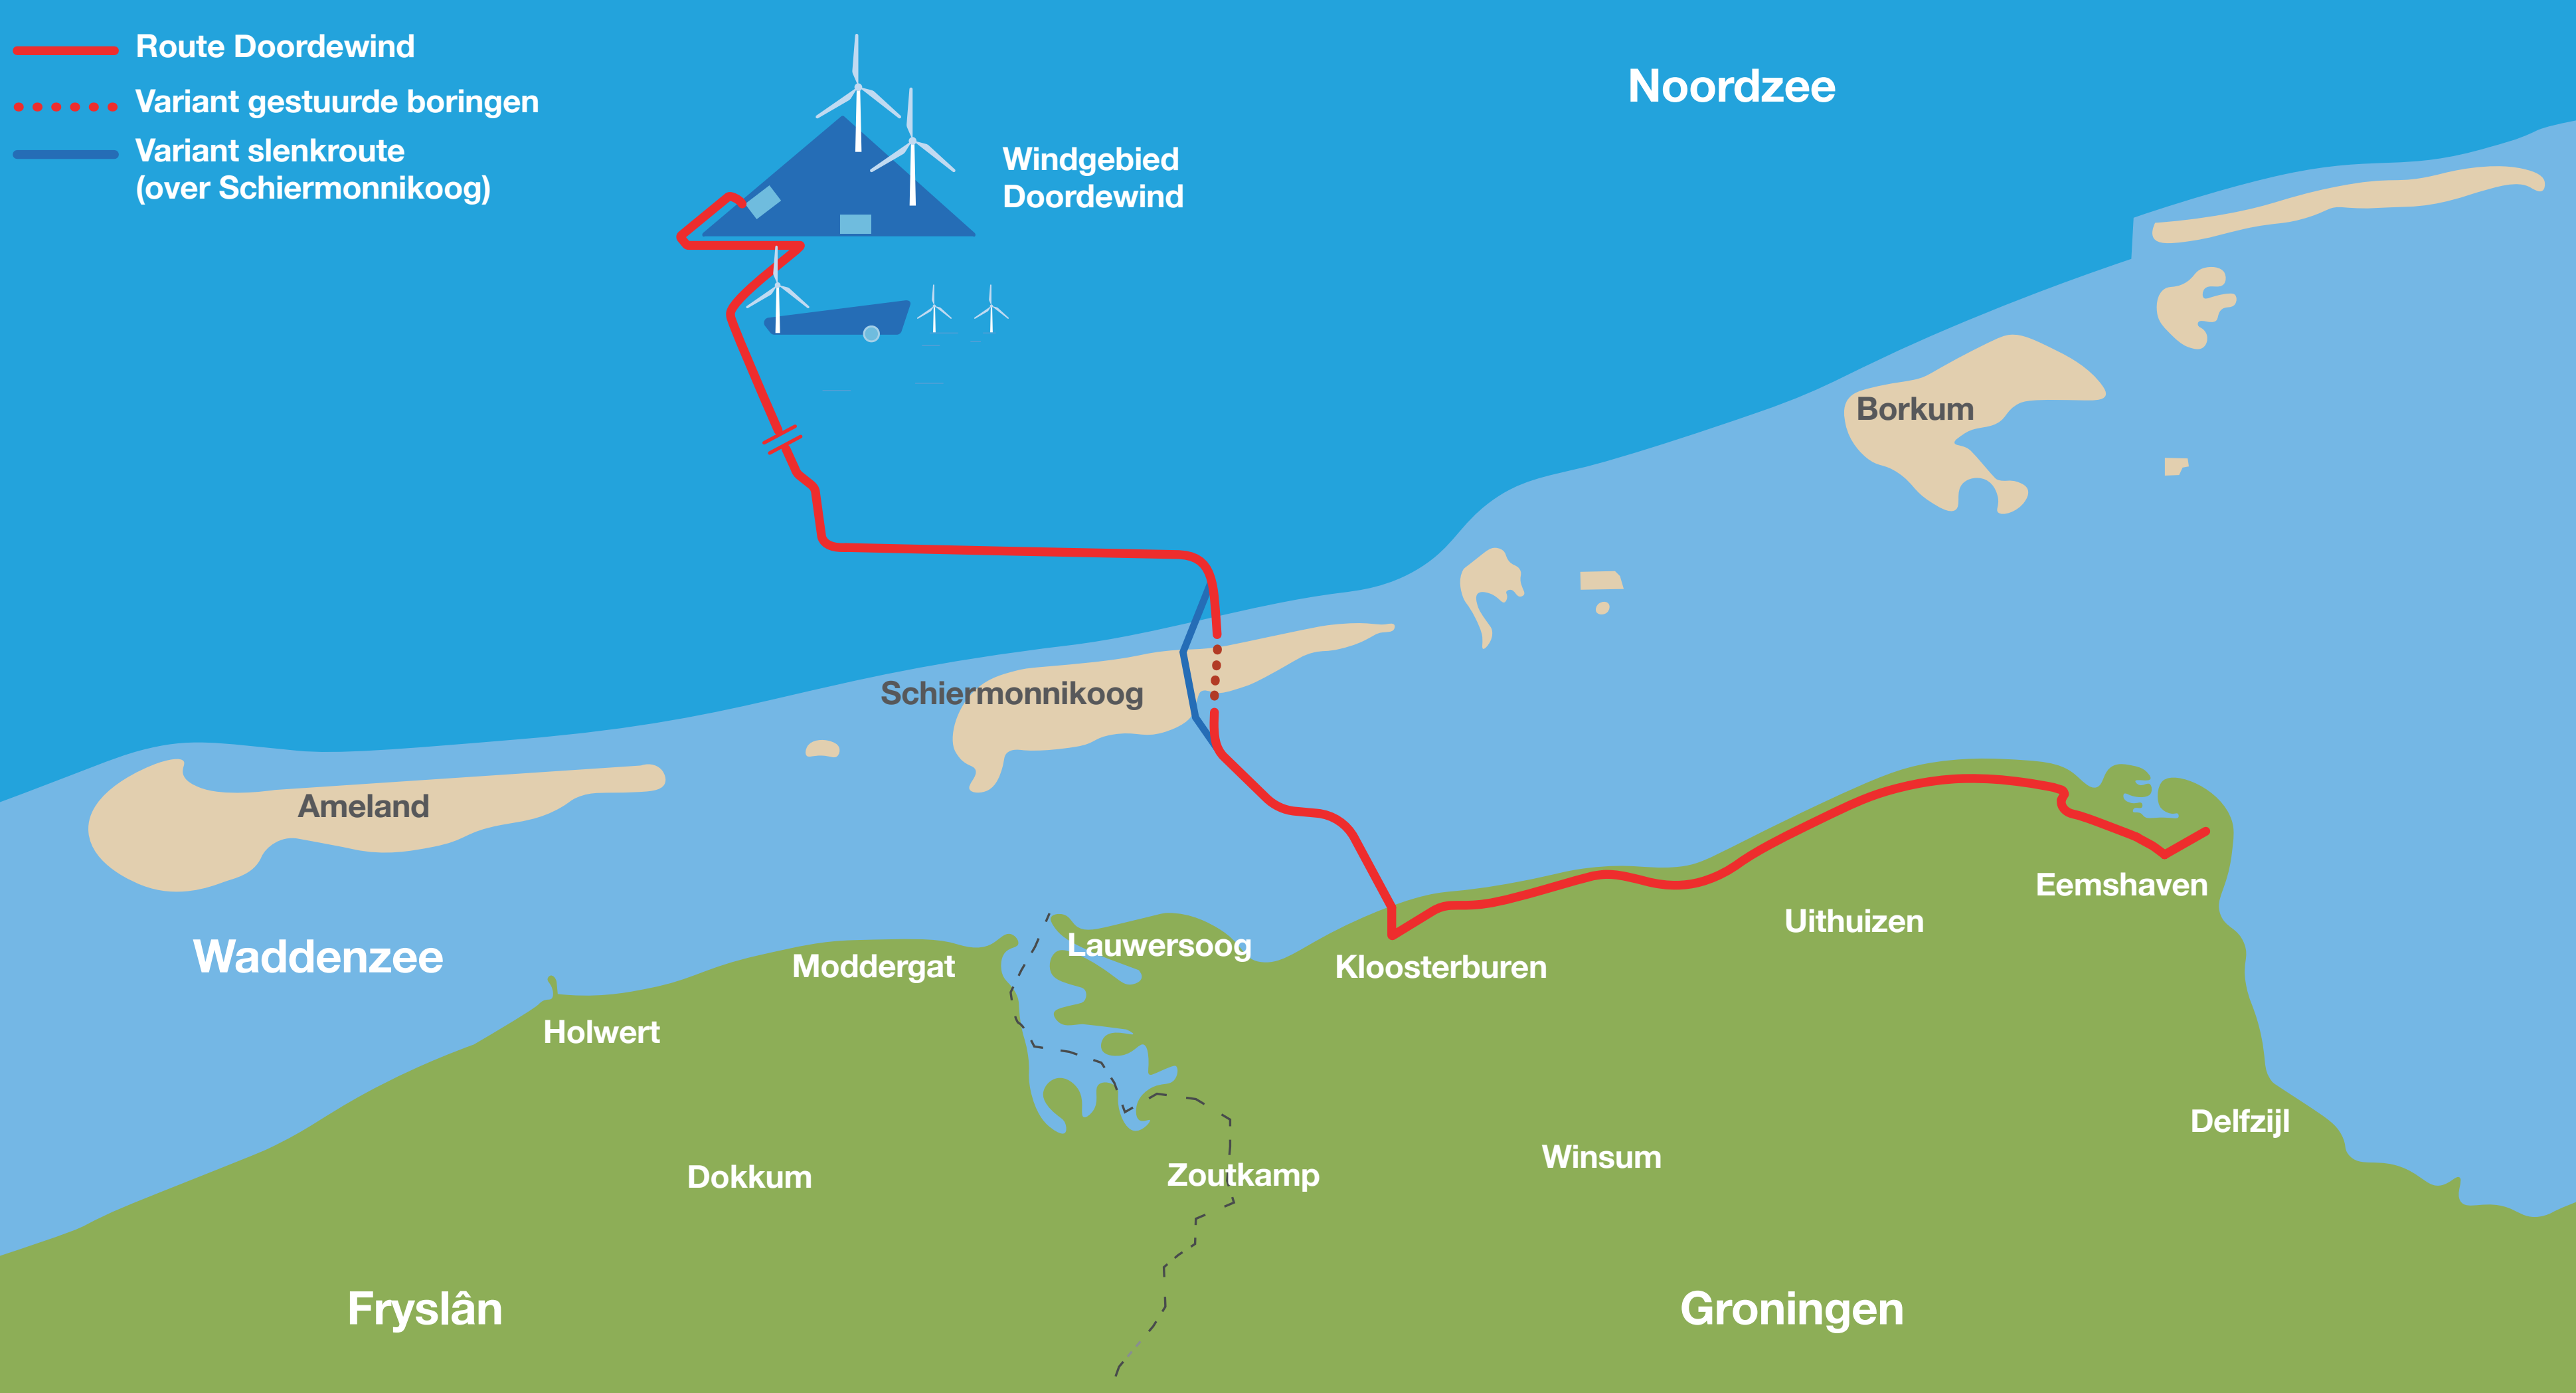 Route Doordewind
Variant gestuurde boringen
Variant slenkroute
(over Schiermonnikoog)
Noordzee
Windgebied
Doordewind
Borkum
Schiermonnikoog
Ameland
Waddenzee
Eemshaven
Uithuizen
Lauwersoog
Moddergat
Kloosterburen
Holwert
Delfzijl
Winsum
Zoutkamp
Dokkum
Fryslân
Groningen